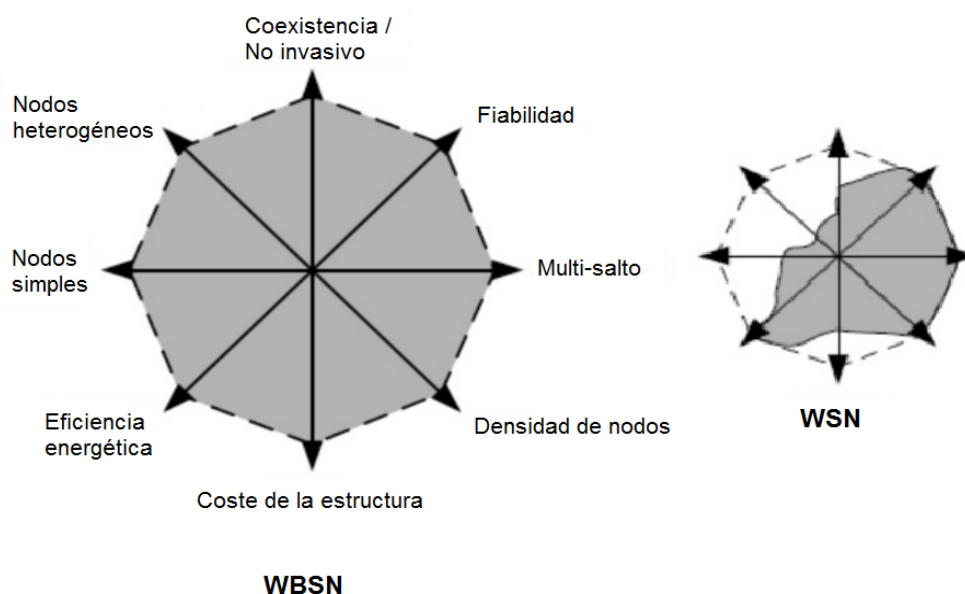 Coexistencia /
No invasivo
Nodos
heterogéneos
Fiabilidad
Nodos
simples
Multi-salto
WSN
Eficiencia
energética
Densidad de nodos
Coste de la estructura
WBSN